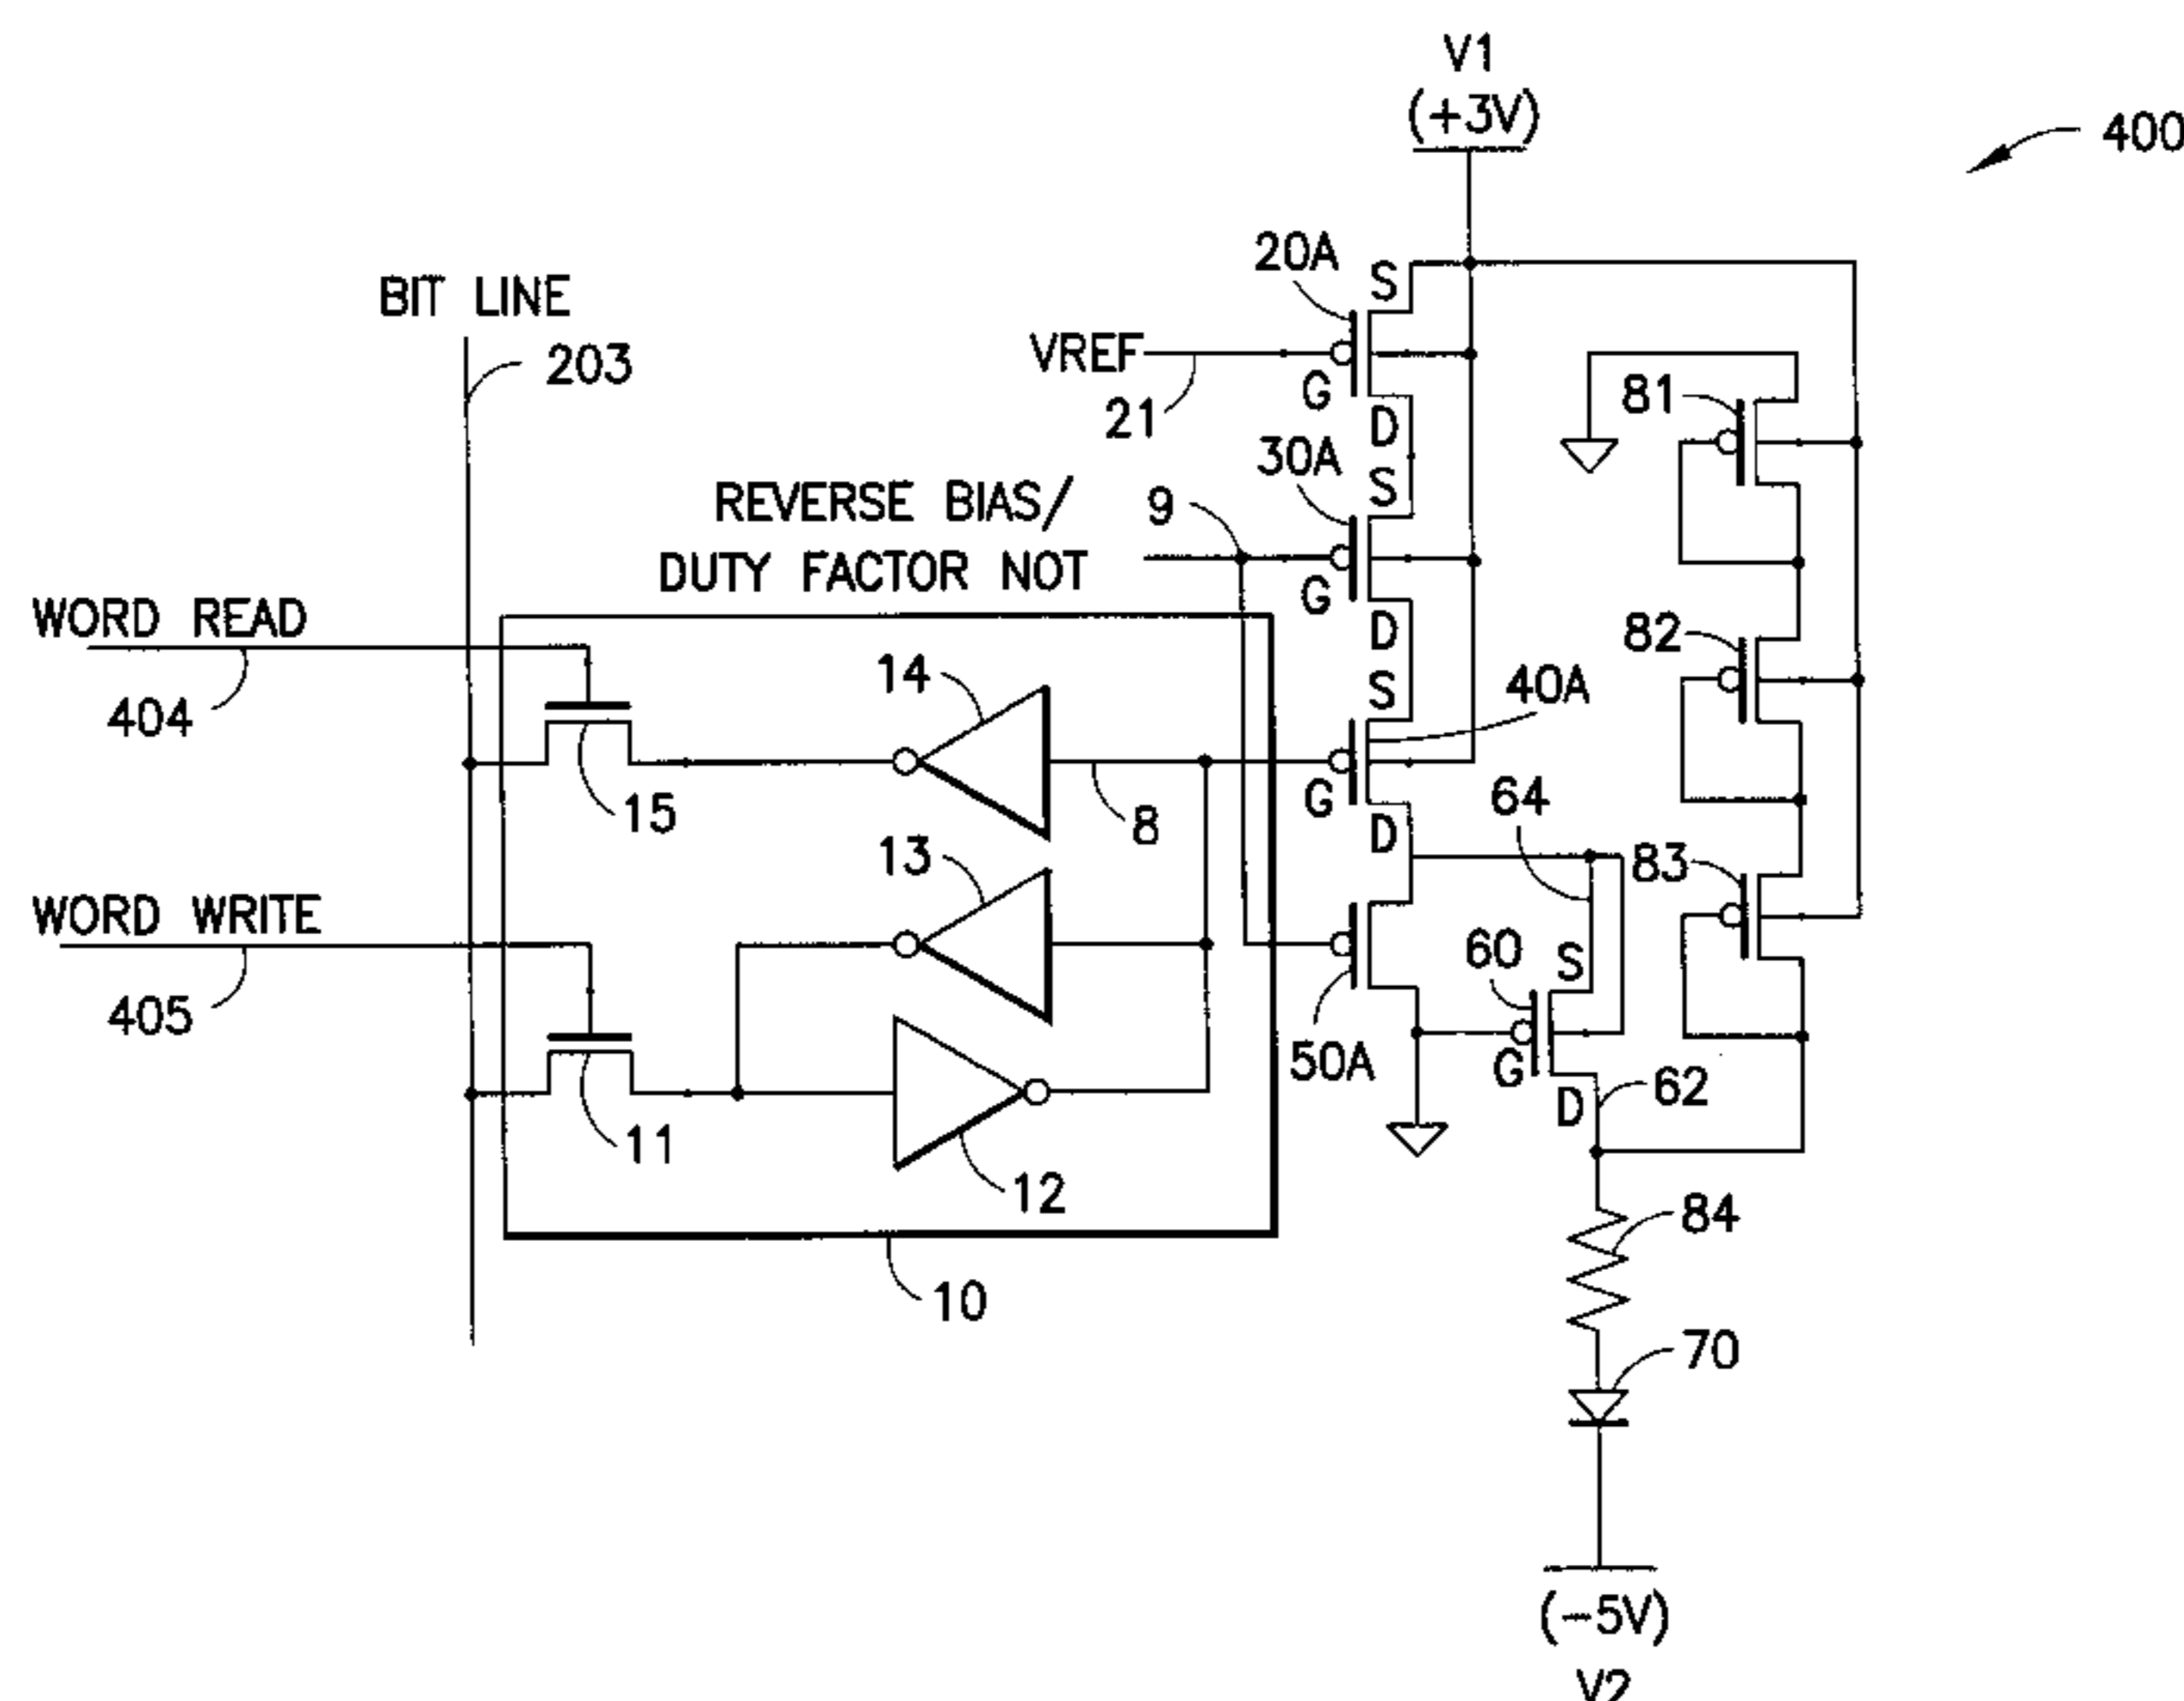 V1
(+3V)
400
20A
S
BIT LINE
203
VREF
G
21
D
81
30A
S
REVERSE BIAS/
9
DUTY FACTOR NOT
G
D
WORD READ
82
14
S
40A
404
15
8
G
D
64
13
83
WORD WRITE
60
S
405
50A
G
D
62
11
12
84
10
70
(-5V)
V2